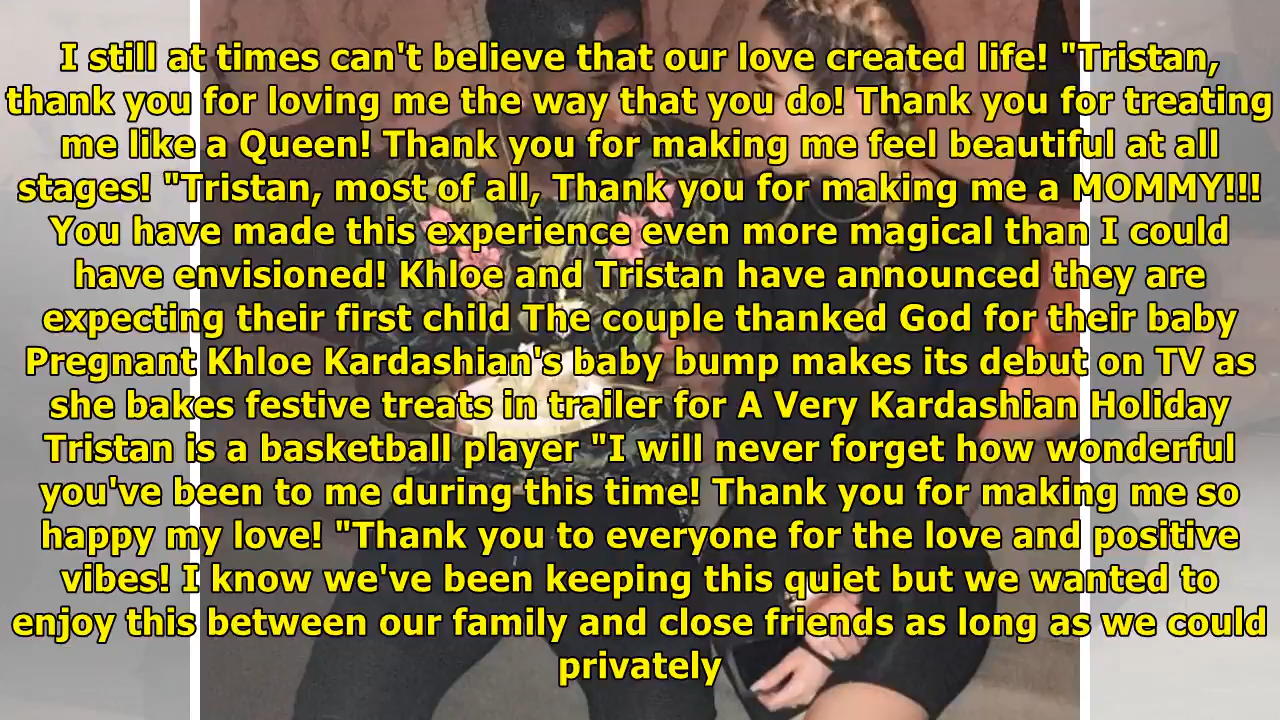 I still at times can't believe that our love created life! "Tristan,
thank you for loving me the way that you do! Thank you for treating
me like a Queen! Thank you for making me feel beautiful at all
stages! "Tristan, most of all, Thank you for making me a MOMMY!!!
You have made this experience even more magical than I could
have envisioned! Khloe and Tristan have announced they are
expecting their first child The couple thanked God for their baby
Pregnant Khloe Kardashian's baby bump makes its debut on TV as
she bakes festive treats in trailer for A Very Kardashian Holiday
Tristan is a basketball player "I will never forget how wonderful
you've been to me during this time! Thank you for making me so
happy my love! "Thank you to everyone for the love and positive
vibes! I know we've been keeping this quiet but we wanted to
enjoy this between our family and close friends as long as we could
privately